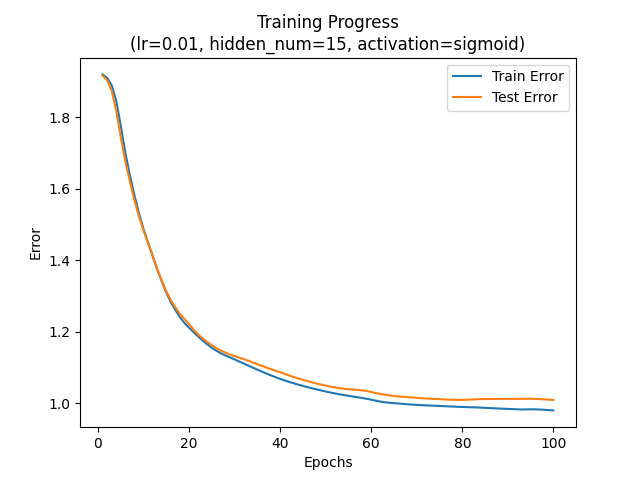 Training Progress
(lr=0.01, hidden_num=15, activation=sigmoid)
Train Error
Test Error
1.8
1.6
1.4
1.2
1.0
Error
0 20 40 60 80 100
Epochs